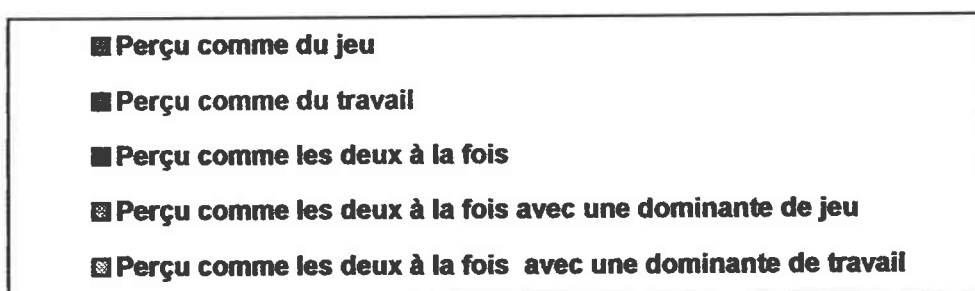 Perçu comme du jeu
Perçu comme du travail
Perçu comme les deux à la fois
Perçu comme les deux à la fois avec une dominante de jeu
Perçu comme les deux à la fois avec une dominante de travail